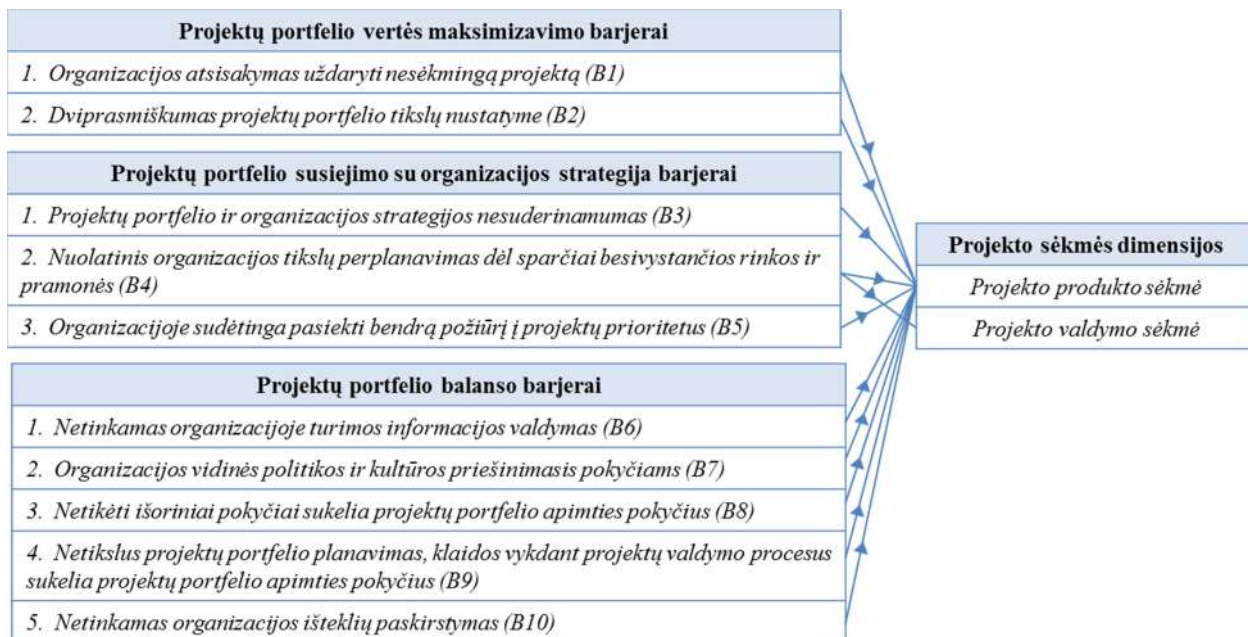 Projektų portfelio vertės maksimizavimo barjerai
1. Organizacijos atsisakymas uždaryti nesėkmingą projektą (B1)
2. Dviprasmiškumas projektų portfelio tikslų nustatyme (B2)
Projektų portfelio susiejimo su organizacijos strategija barjerai
1. Projektų portfelio ir organizacijos strategijos nesuderinamumas (B3)
2. Nuolatinis organizacijos tikslų perplanavimas dėl sparčiai besivystančios rinkos ir
pramonės (B4)
3. Organizacijoje sudėtinga pasiekti bendrą požiūrį į projektų prioritetus (B5)
Projektų portfelio balanso barjerai
1. Netinkamas organizacijoje turimos informacijos valdymas (B6)
2. Organizacijos vidinės politikos ir kultūros priešinimasis pokyčiams (B7)
3. Netikėti išoriniai pokyčiai sukelia projektų portfelio apimties pokyčius (B8)
4. Netikslus projektų portfelio planavimas, klaidos vykdant projektų valdymo procesus
sukelia projektų portfelio apimties pokyčius (B9)
5. Netinkamas organizacijos išteklių paskirstymas (B10)
Projekto sėkmės dimensijos
Projekto produkto sėkmė
Projekto valdymo sėkmė